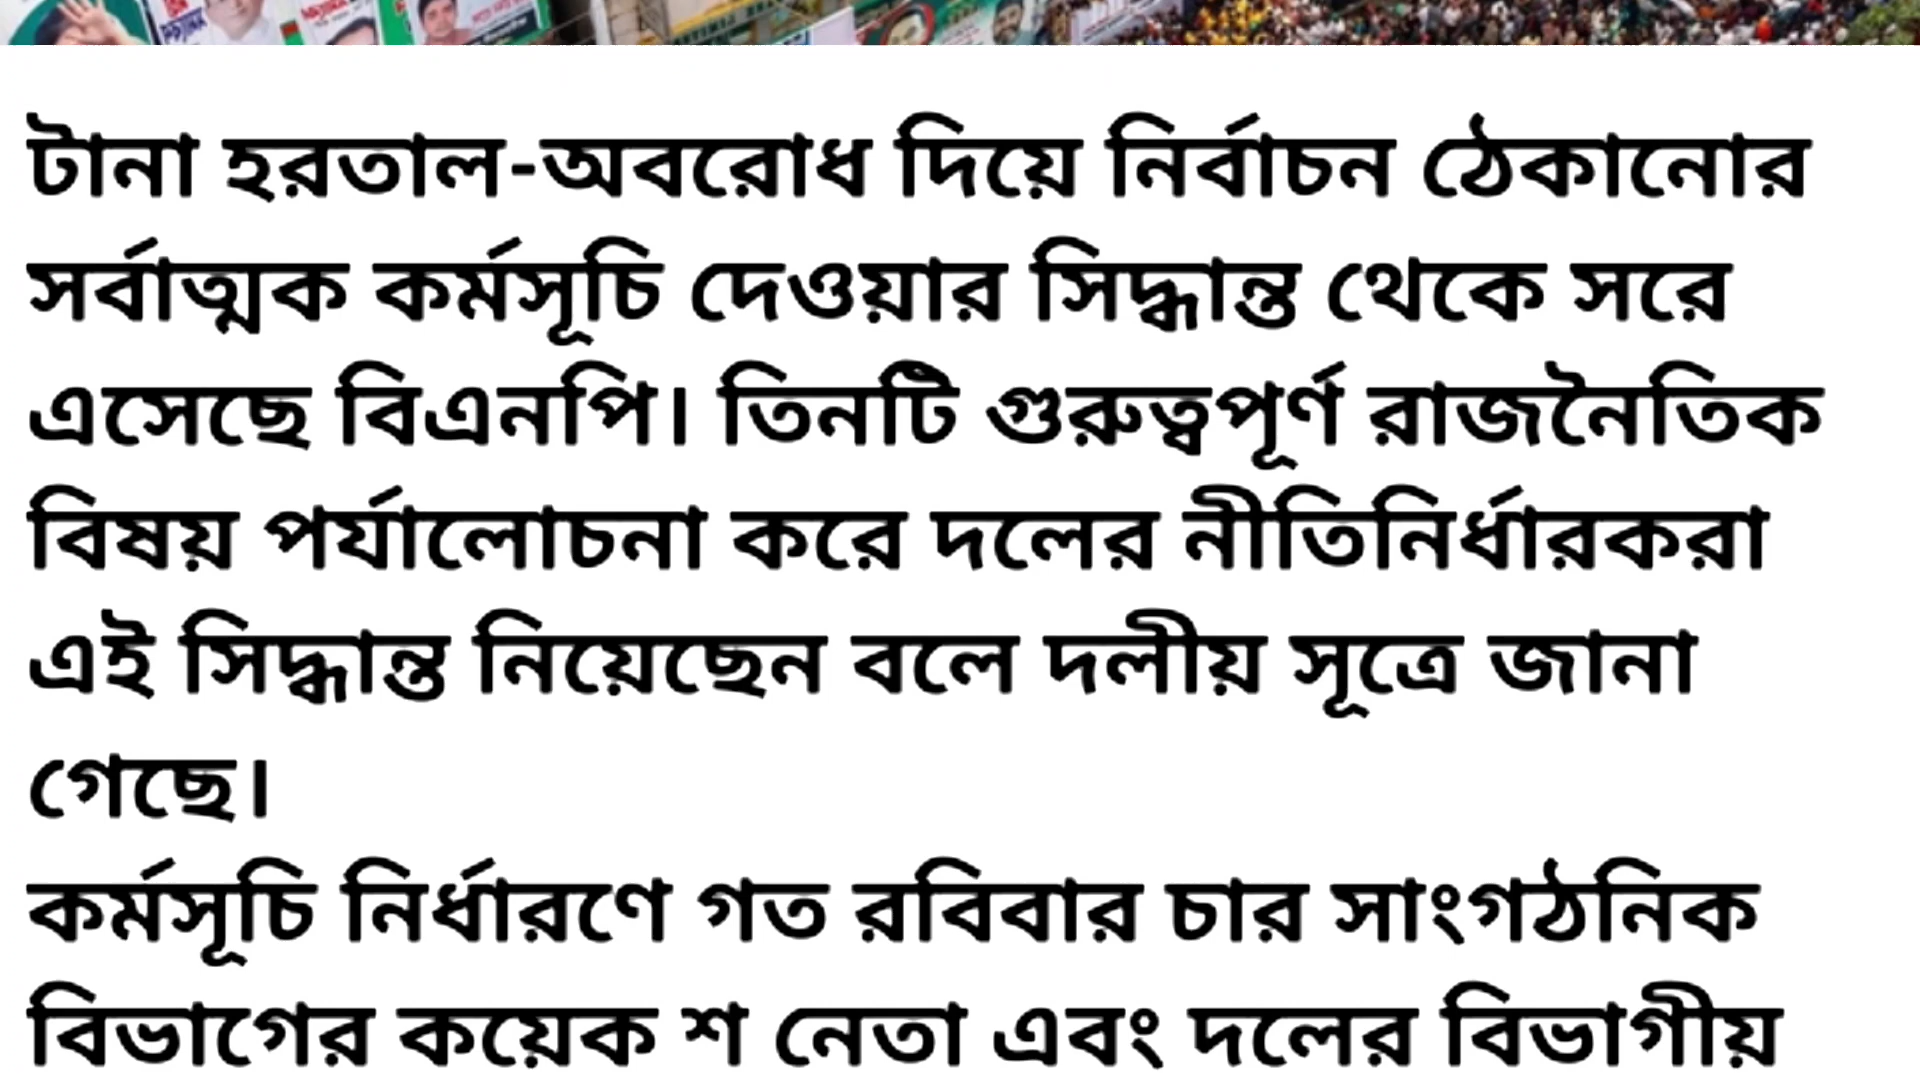 টানা হরতাল-অবরোধ দিয়ে নির্বাচন ঠেকানোর
সর্বাত্মক কর্মসূচি দেওয়ার সিদ্ধান্ত থেকে সরে
এসেছে বিএনপি। তিনটি গুরুত্বপূর্ণ রাজনৈতিক
বিষয় পর্যালোচনা করে দলের নীতিনির্ধারকরা
এই সিদ্ধান্ত নিয়েছেন বলে দলীয় সূত্রে জানা
গেছে।
কর্মসূচি নির্ধারণে গত রবিবার চার সাংগঠনিক
বিভাগের কয়েক শ নেতা এবং দলের বিভাগীয়